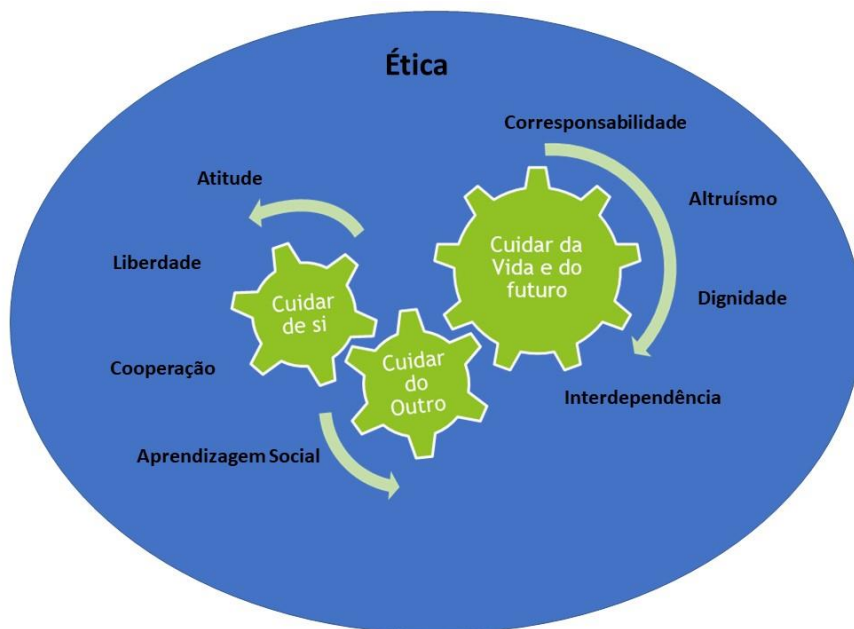 Ética
Corresponsabilidade
Atitude
Altruísmo
Liberdade
Cuidar da
Vida e do
futuro
Dignidade
Cuidar
de si
Cooperação
Cuidar
do
Outro
Interdependência
Aprendizagem Social